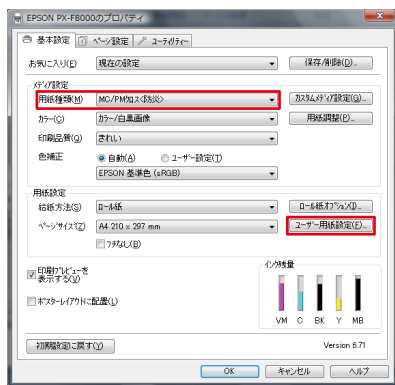 EPSON PX-F8000のプロパティ
基本設定 ページ設定 ユーティリティー
お気に入り(E) 現在の設定 保存/削除(D)...
メディア設定
用紙種類(M) MC/PMクロス<防炎> カスタムメディア設定(G)...
カラー(C) カラー/白黒画像 用紙調整(P)...
印刷品質(Q) きれい
色補正 自動(A) ユーザー設定(T)
EPSON 基準色 (sRGB)
用紙設定
給紙方法(S) ロール紙 ロール紙オプション(I)...
ページサイズ(Z) A4 210 x 297 mm ユーザー用紙設定(F)...
フチなし(B)
インク残量
印刷プレビューを
表示する(V)
ポスターレイアウトに配置(L)
VM C BK Y MB
初期設定に戻す(Y) Version 6.71
OK キャンセル ヘルプ